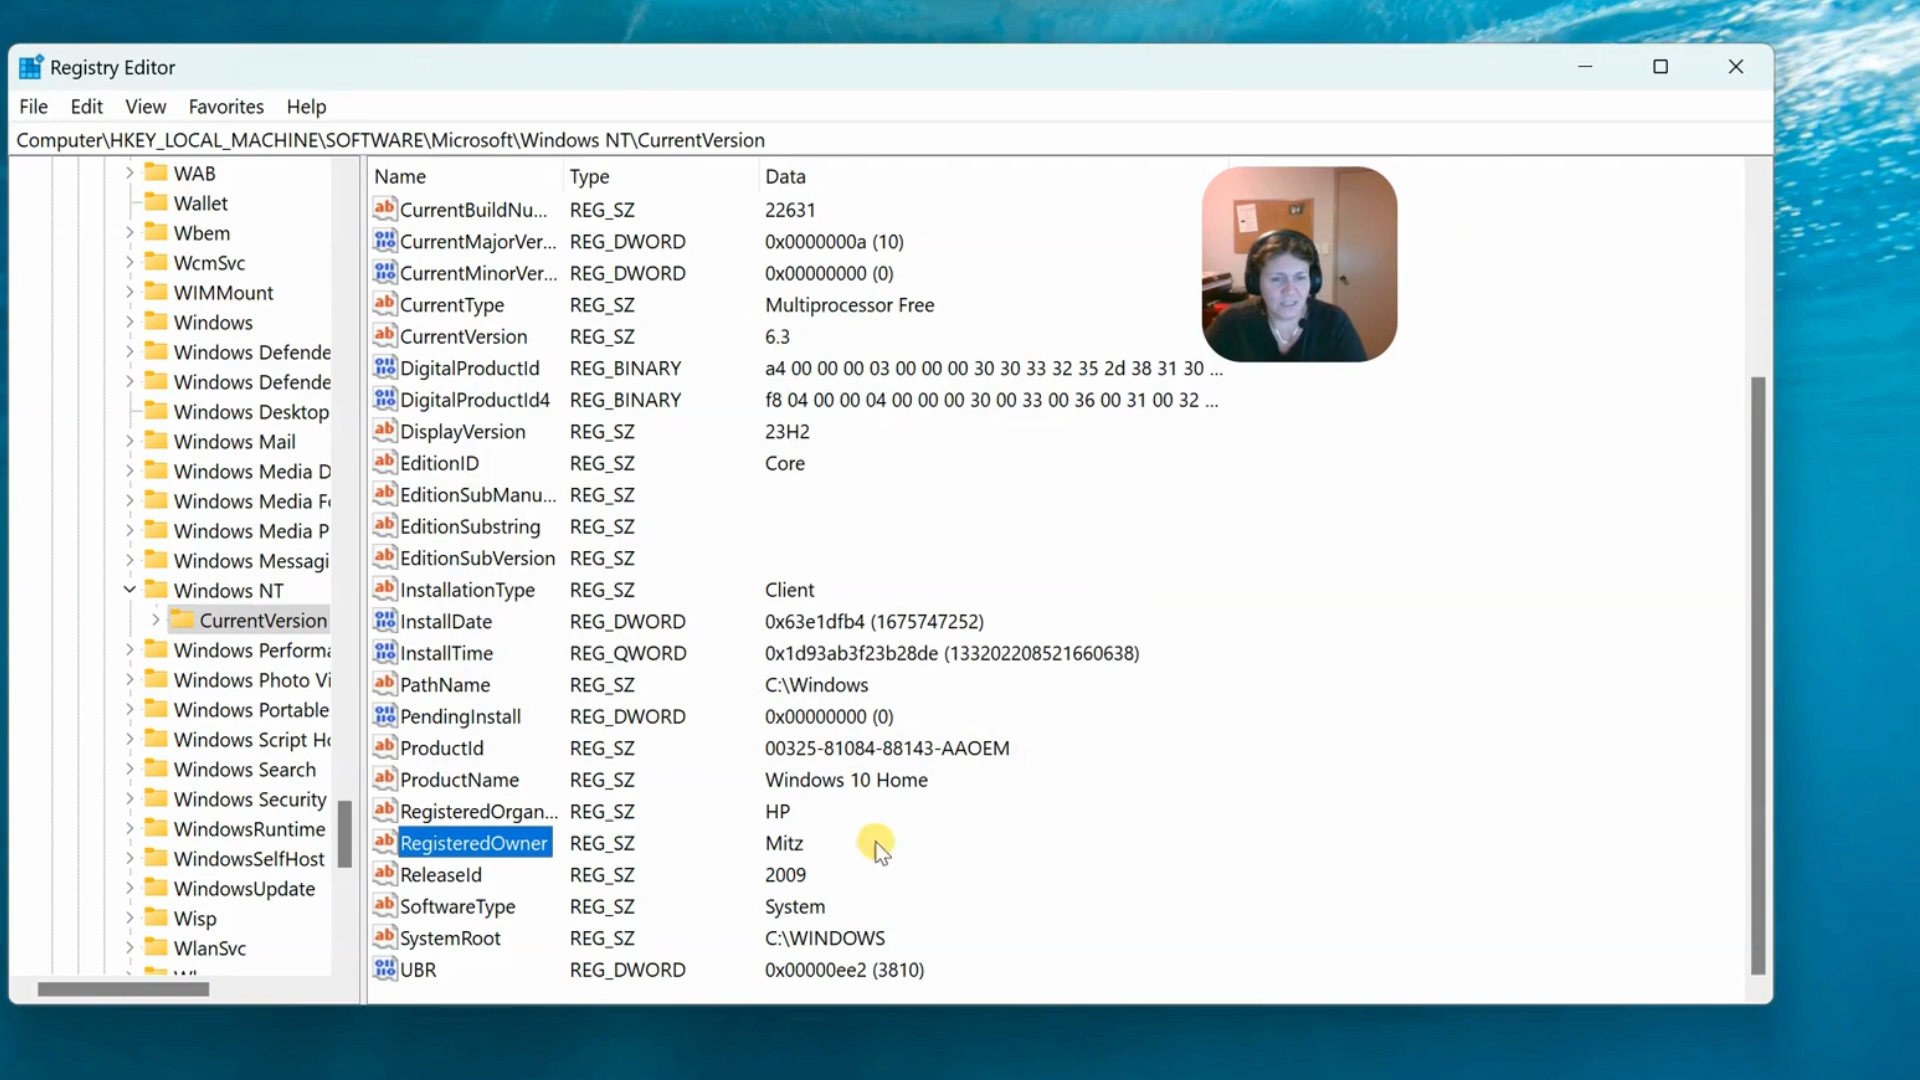 Registry Editor
File Edit View Favorites Help
Computer\HKEY_LOCAL_MACHINE\SOFTWARE\Microsoft\Windows NT\CurrentVersion
WAB
Wallet
Wbem
WcmSvc
WIMMount
Windows
Windows Defende
Windows Defende
Windows Desktop
Windows Mail
Windows Media D
Windows Media Fo
Windows Media P
Windows Messagi
Windows NT
CurrentVersion
Windows Performa
Windows Photo Vi
Windows Portable
Windows Script Ho
Windows Search
Windows Security
WindowsRuntime
WindowsSelfHost
WindowsUpdate
Wisp
WlanSvc
Name Type Data
CurrentBuildNu... REG_SZ 22631
CurrentMajorVer... REG_DWORD 0x0000000a (10)
CurrentMinorVer... REG_DWORD 0x00000000 (0)
CurrentType REG_SZ Multiprocessor Free
CurrentVersion REG_SZ 6.3
DigitalProductId REG_BINARY a4 00 00 00 03 00 00 00 30 30 33 32 35 2d 38 31 30 ...
DigitalProductId4 REG_BINARY f8 04 00 00 04 00 00 00 30 00 33 00 36 00 31 00 32 ...
DisplayVersion REG_SZ 23H2
EditionID REG_SZ Core
EditionSubManu... REG_SZ
EditionSubstring REG_SZ
EditionSubVersion REG_SZ
InstallationType REG_SZ Client
InstallDate REG_DWORD 0x63e1dfb4 (1675747252)
InstallTime REG_QWORD 0x1d93ab3f23b28de (133202208521660638)
PathName REG_SZ C:\Windows
PendingInstall REG_DWORD 0x00000000 (0)
ProductId REG_SZ 00325-81084-88143-AAOEM
ProductName REG_SZ Windows 10 Home
RegisteredOrgan... REG_SZ HP
RegisteredOwner REG_SZ Mitz
ReleaseId REG_SZ 2009
SoftwareType REG_SZ System
SystemRoot REG_SZ C:\WINDOWS
UBR REG_DWORD 0x00000ee2 (3810)